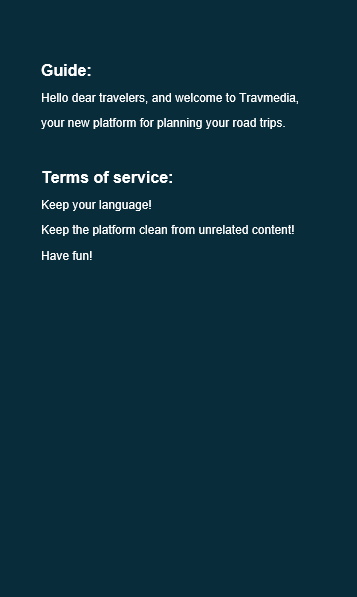 Guide:
Hello dear travelers, and welcome to Travmedia,
your new platform for planning your road trips.
Terms of service:
Keep your language!
Keep the platform clean from unrelated content!
Have fun!